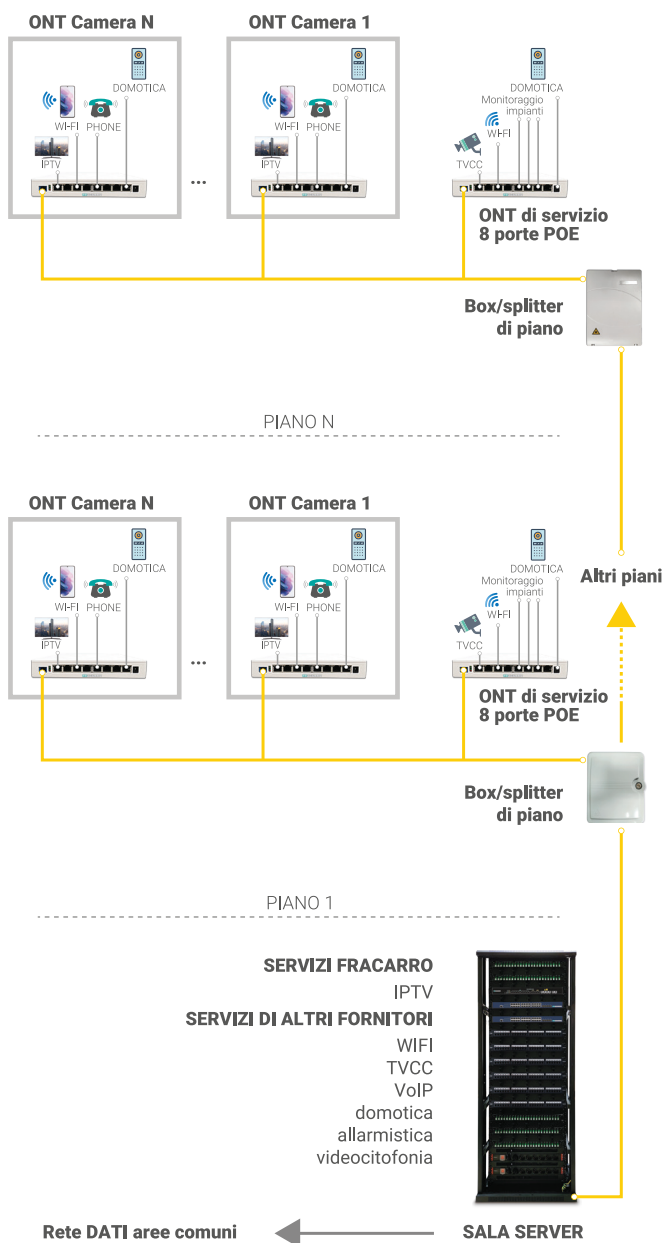 ONT Camera N
ONT Camera 1
DOMOTICA
WI-FI
PHONE
IPTV
DOMOTICA
WI-FI
PHONE
IPTV
DOMOTICA
Monitoraggio
impianti
WI-FI
TVCC
...
ONT di servizio
8 porte POE
Box/splitter
di piano
PIANO N
ONT Camera N
ONT Camera 1
DOMOTICA
WI-FI
PHONE
IPTV
DOMOTICA
WI-FI
PHONE
IPTV
DOMOTICA
Monitoraggio
impianti
WI-FI
TVCC
...
Altri piani
ONT di servizio
8 porte POE
Box/splitter
di piano
PIANO 1
SERVIZI FRACARRO
IPTV
SERVIZI DI ALTRI FORNITORI
WIFI
TVCC
VoIP
domotica
allarmistica
videocitofonia
Rete DATI aree comuni
SALA SERVER